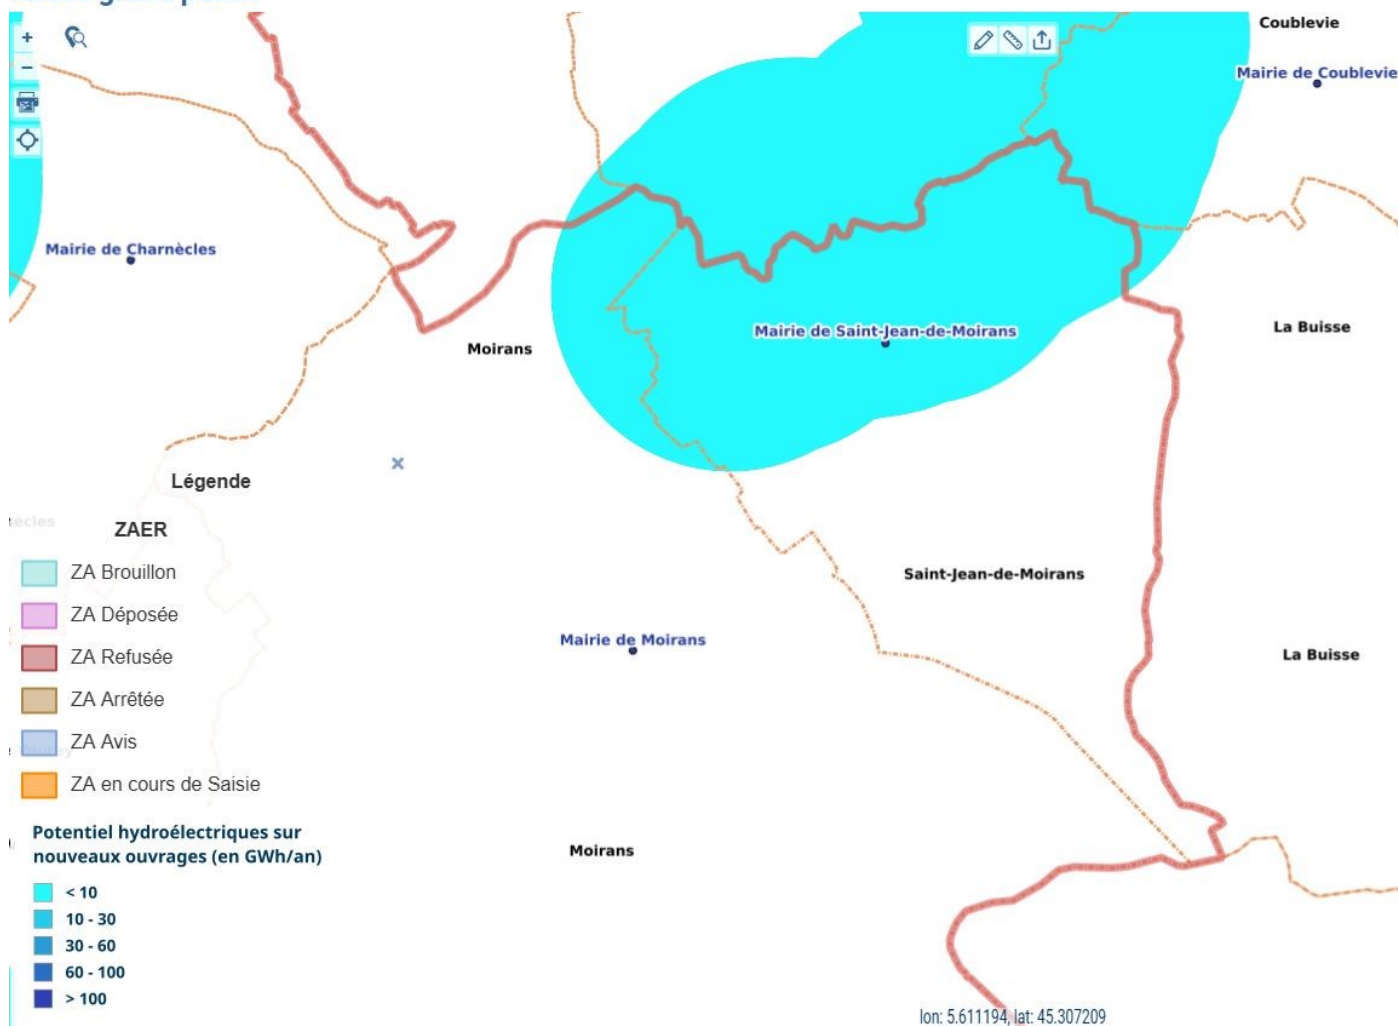 Coublevie
Mairie de Coublevie
Mairie de Charnècles
Mairie de Saint-Jean-de-Moirans
La Buisse
Moirans
Légende
ZAER
ZA Brouillon
ZA Déposée
ZA Refusée
ZA Arrêtée
ZA Avis
ZA en cours de Saisie
Saint-Jean-de-Moirans
Mairie de Moirans
La Buisse
Moirans
Potentiel hydroélectriques sur
nouveaux ouvrages (en GWh/an)
< 10
10 - 30
30 - 60
60 - 100
> 100
lon: 5.611194, lat: 45.307209